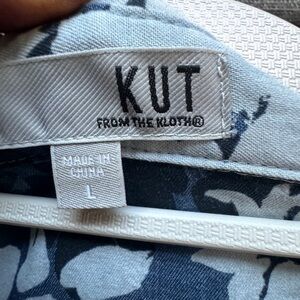 KUT
FROM THE KLOTH®
MADE IN
CHINA
L